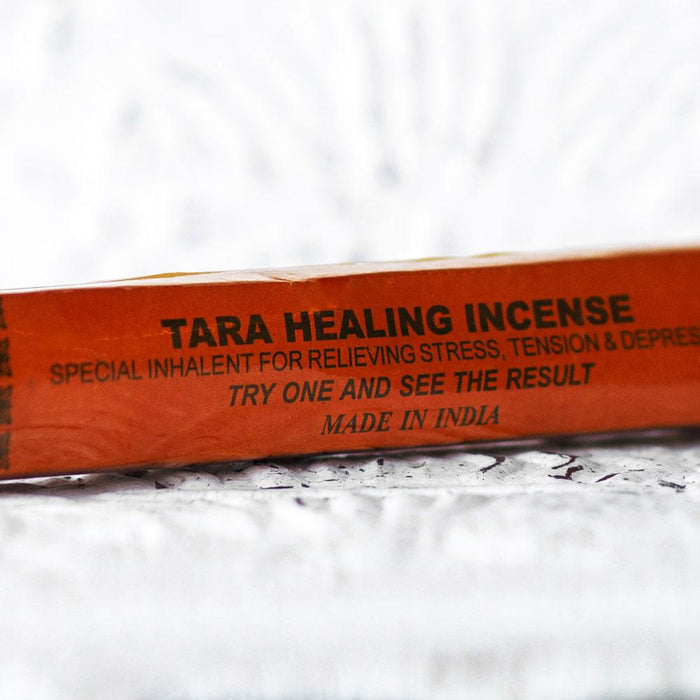 TARA HEALING INCENSE
SPECIAL INHALENT FOR RELIEVING STRESS, TENSION & DEPRES
TRY ONE AND SEE THE RESULT
MADE IN INDIA